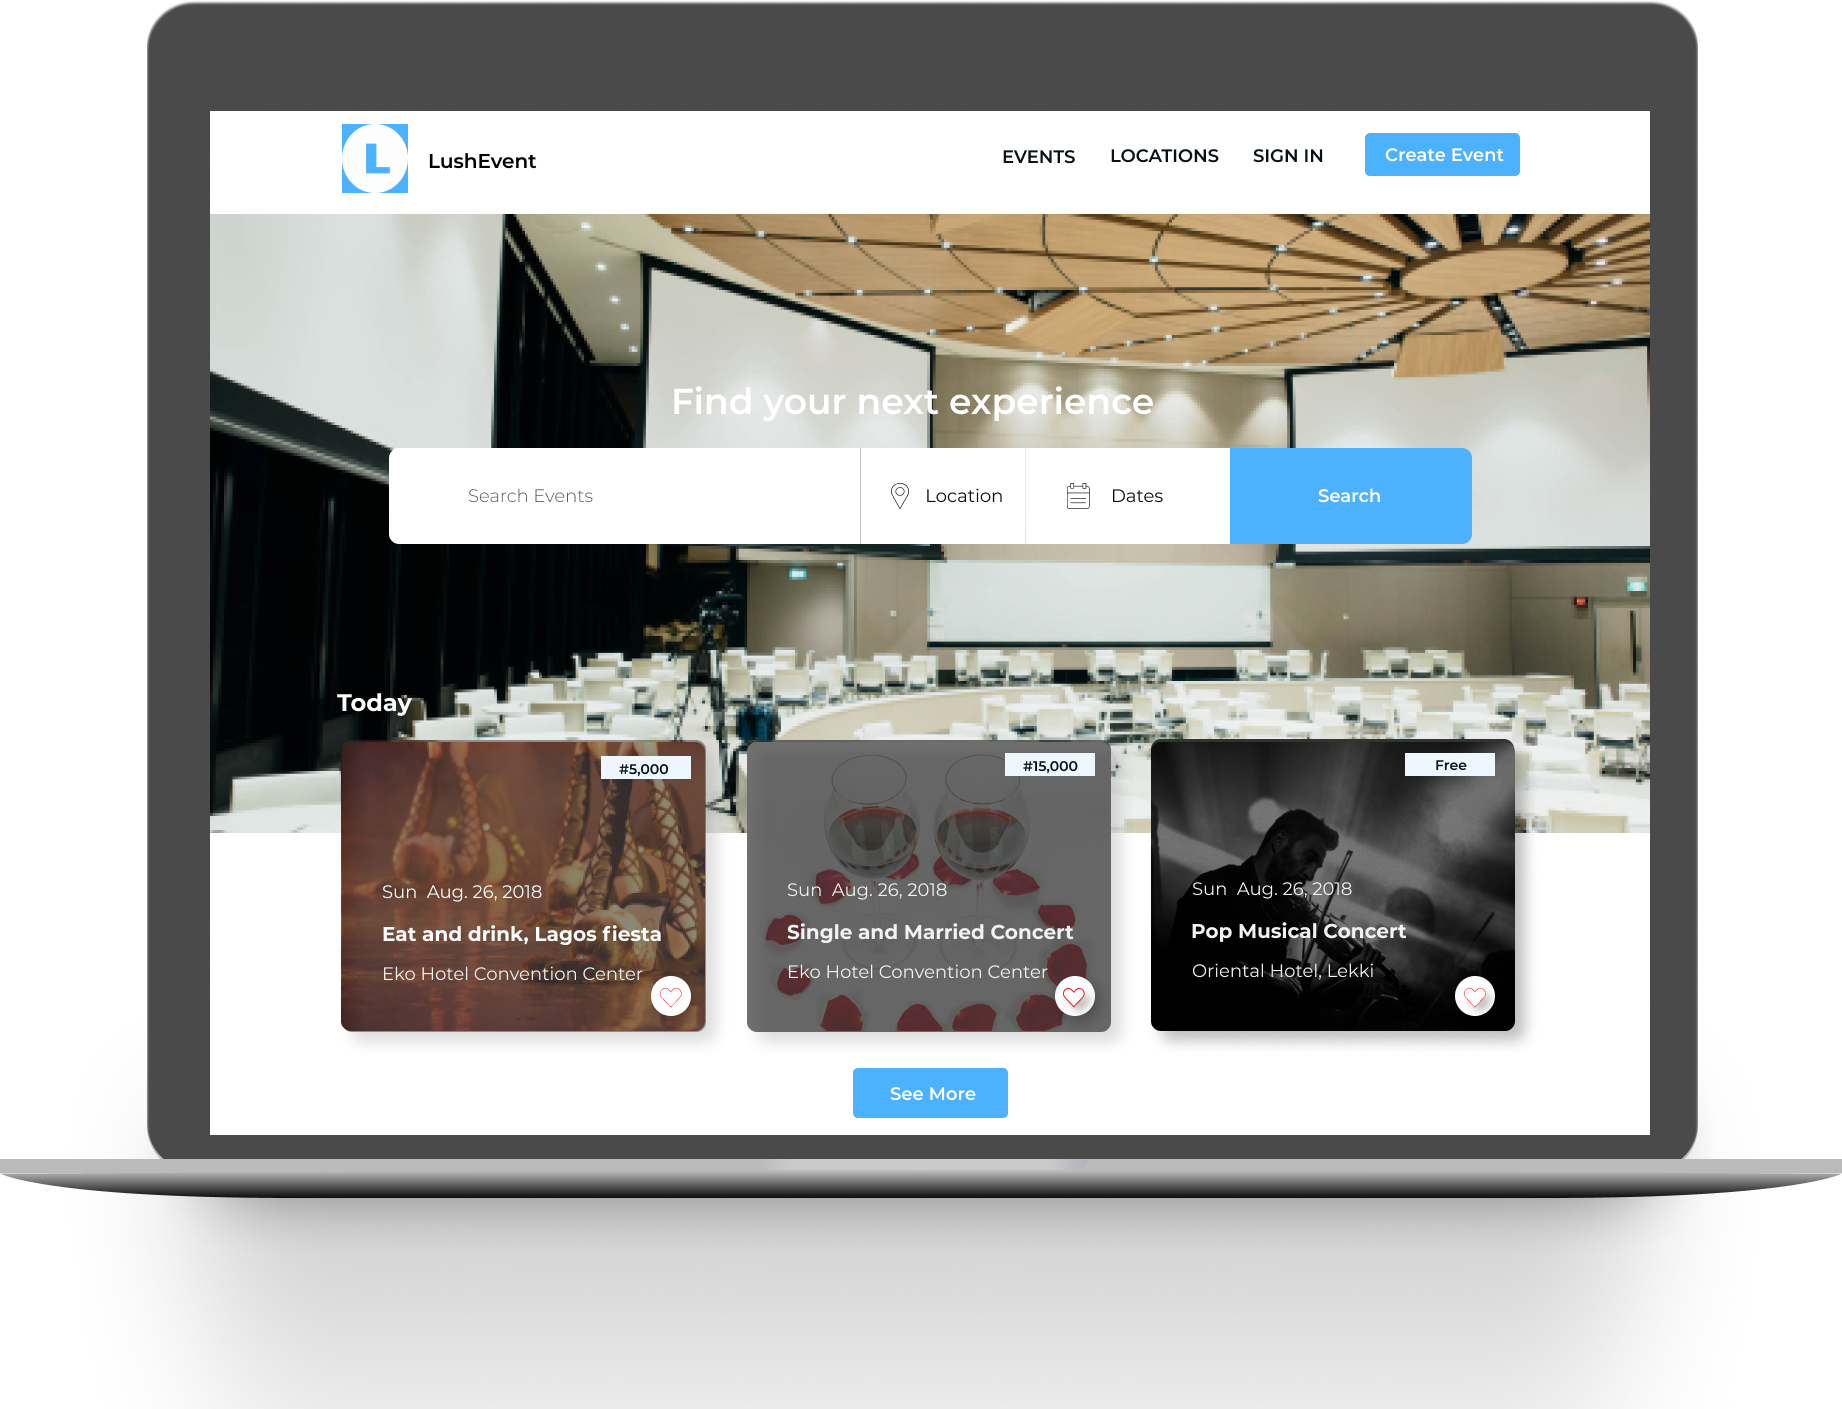 L
LushEvent
EVENTS
LOCATIONS
SIGN IN
Create Event
Find your next experience
Search Events
Location
Dates
Search
Today
#5,000
Sun Aug. 26, 2018
Eat and drink, Lagos fiesta
Eko Hotel Convention Center
#15,000
Sun Aug. 26, 2018
Single and Married Concert
Eko Hotel Convention Center
Free
Sun Aug. 26, 2018
Pop Musical Concert
Oriental Hotel, Lekki
See More